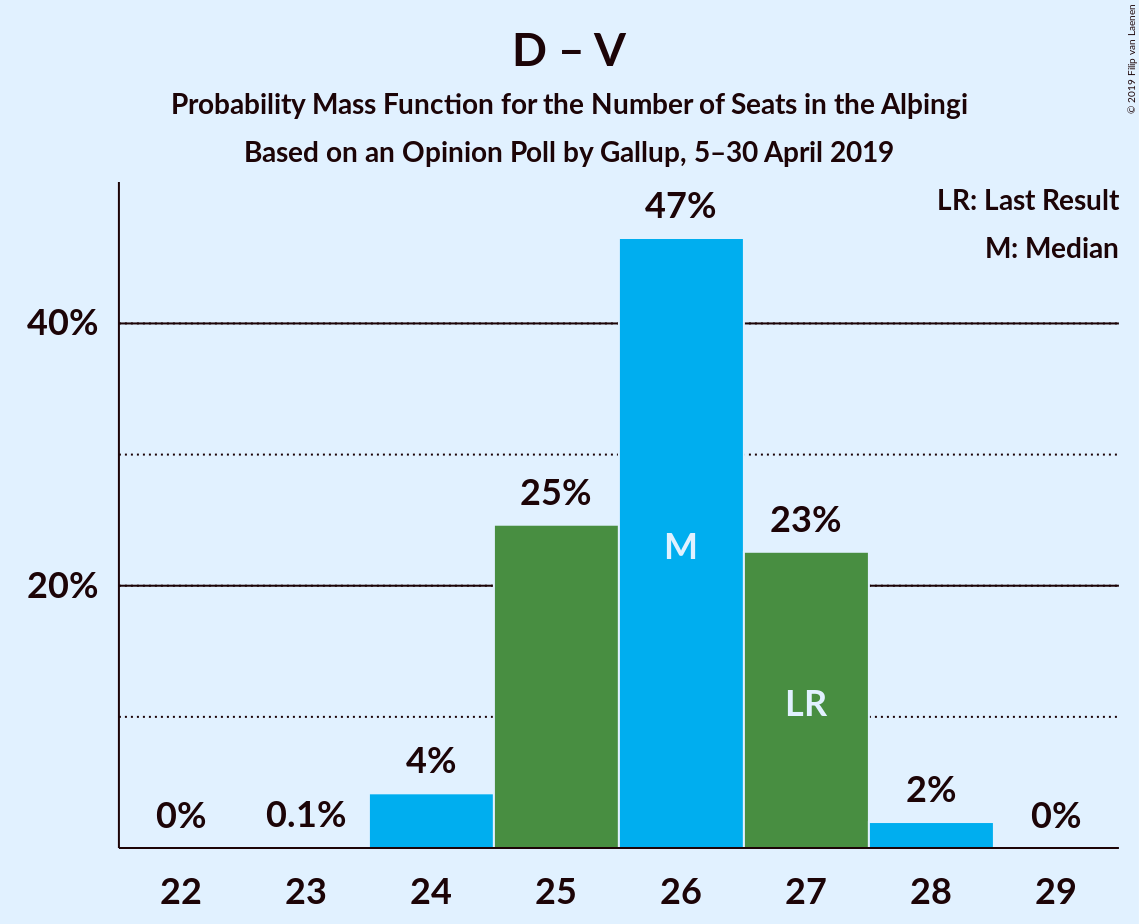 D – V
Probability Mass Function for the Number of Seats in the Alþingi
Based on an Opinion Poll by Gallup, 5–30 April 2019
© 2019 Filip van Laenen
LR: Last Result
M: Median
47%
40%
25%
23%
M
20%
LR
4%
2%
0%
0.1%
0%
22 23 24 25 26 27 28 29